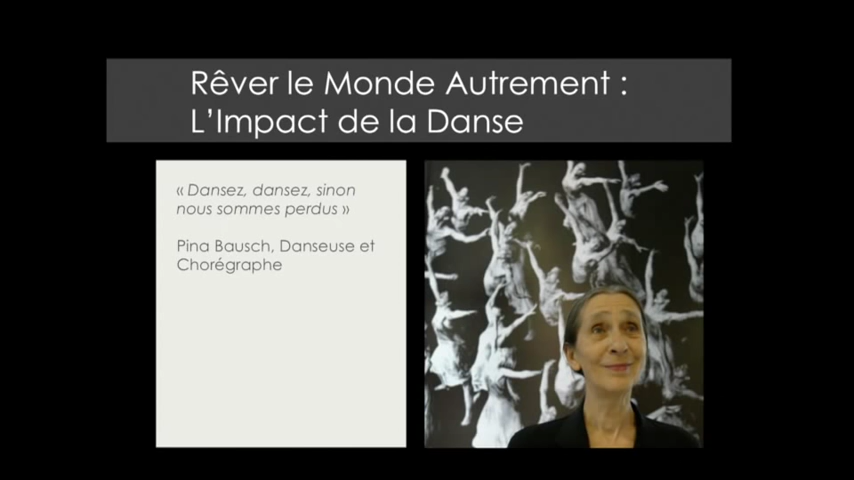 Rêver le Monde Autrement :
L’Impact de la Danse
« Dansez, dansez, sinon
nous sommes perdus »
Pina Bausch, Danseuse et
Chorégraphe